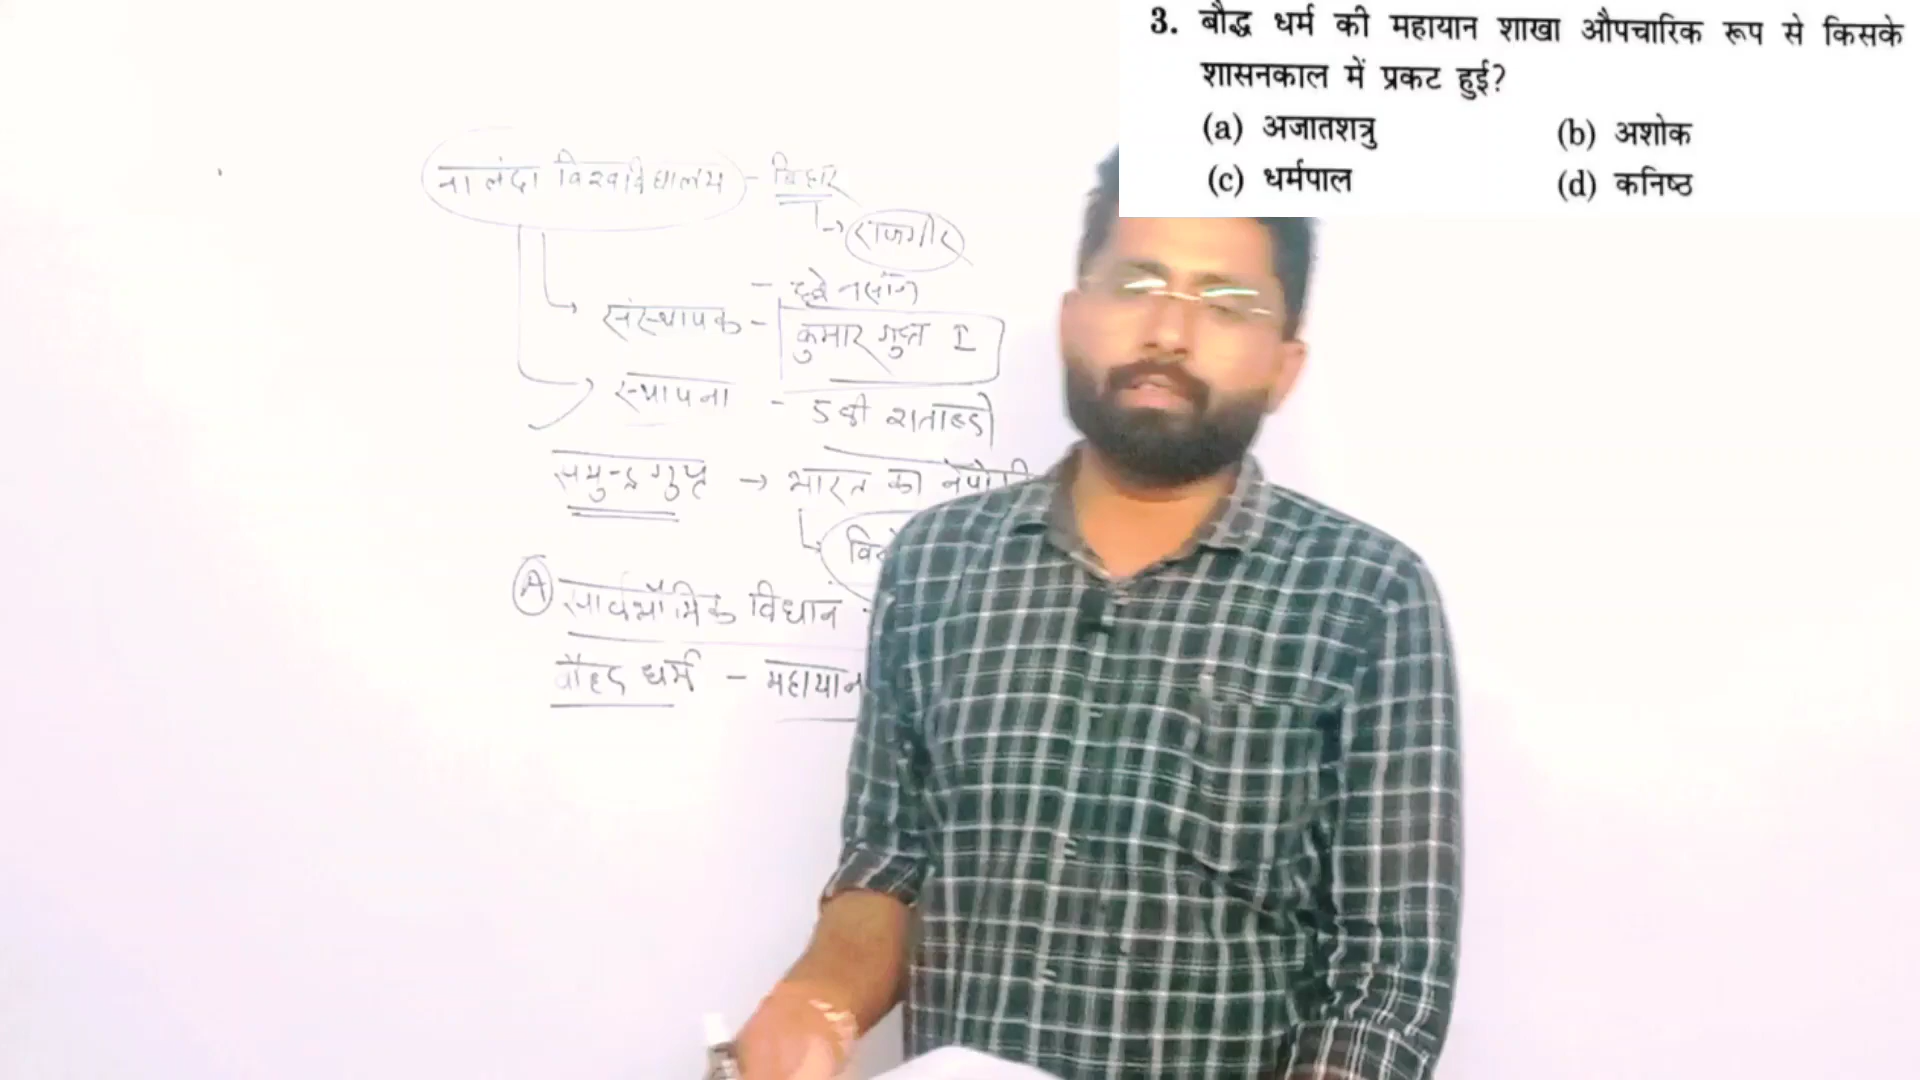 3. बौद्ध धर्म की महायान शाखा औपचारिक रूप से किसके
शासनकाल में प्रकट हुई?
(a) अजातशत्रु (b) अशोक
(c) धर्मपाल (d) कनिष्ठ
नालंदा विश्वविद्यालय - बिहार
→ राजगीर
- ह्वेनसांग
संस्थापक - कुमार गुप्त I
स्थापना - 5वी शताब्दी
समुन्द्रगुप्त → भारत का
(A) सार्वभौमिक विधान
बौद्द धर्म - महायान